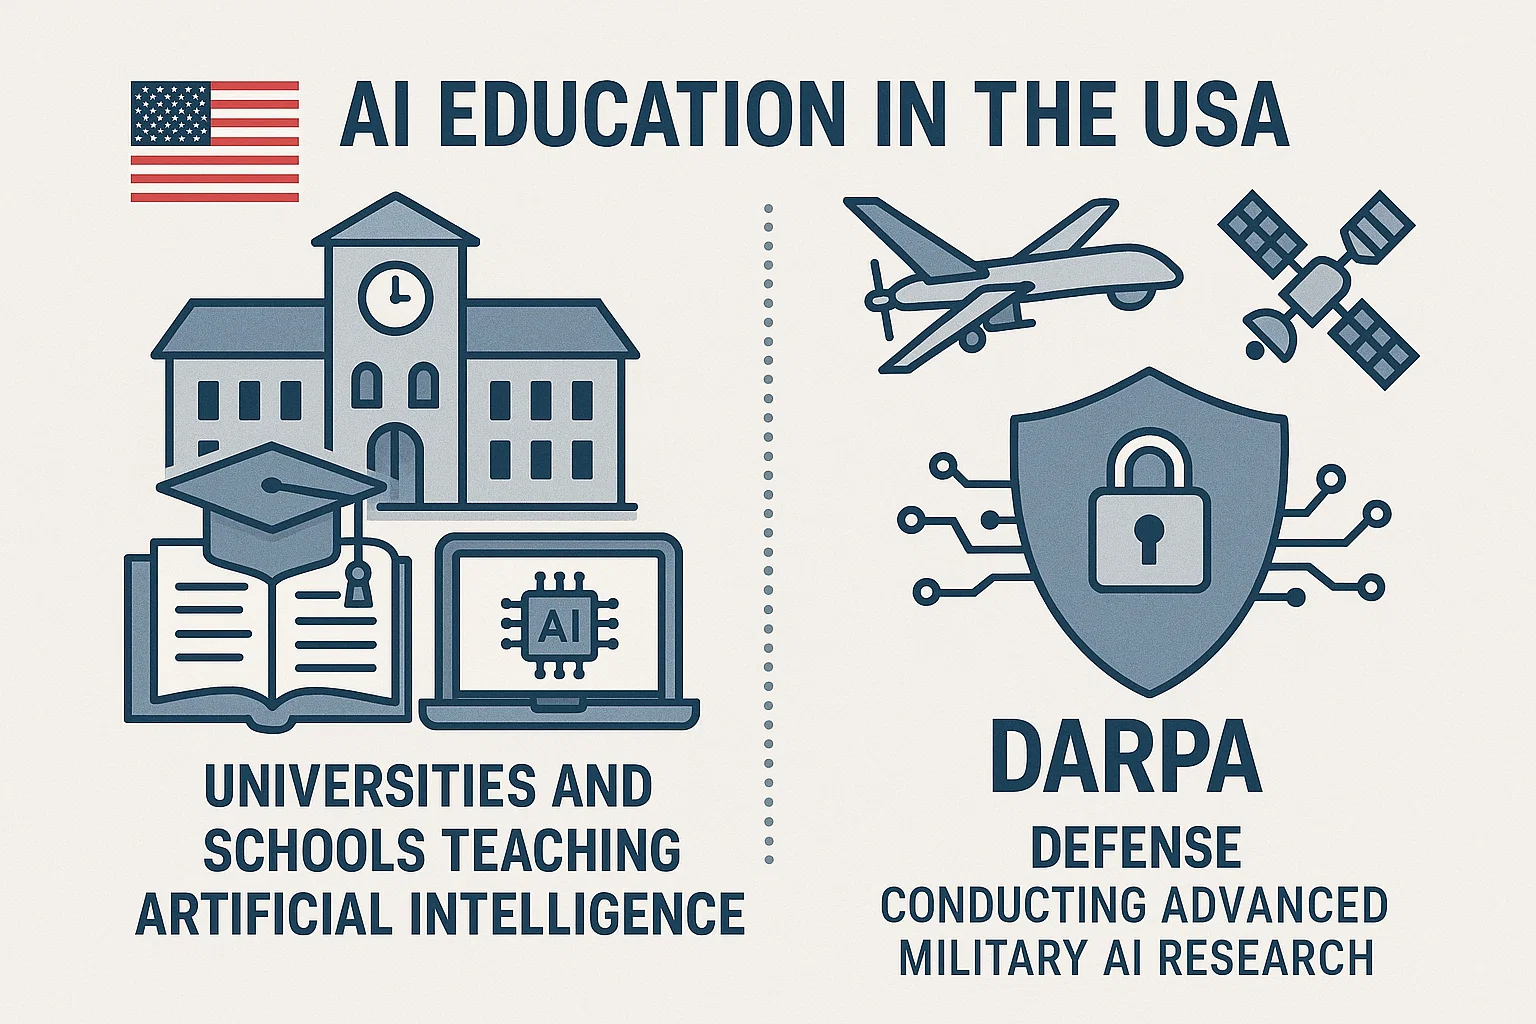 AI EDUCATION IN THE USA
AI
UNIVERSITIES AND
SCHOOLS TEACHING
ARTIFICIAL INTELLIGENCE
DARPA
DEFENSE
CONDUCTING ADVANCED
MILITARY AI RESEARCH